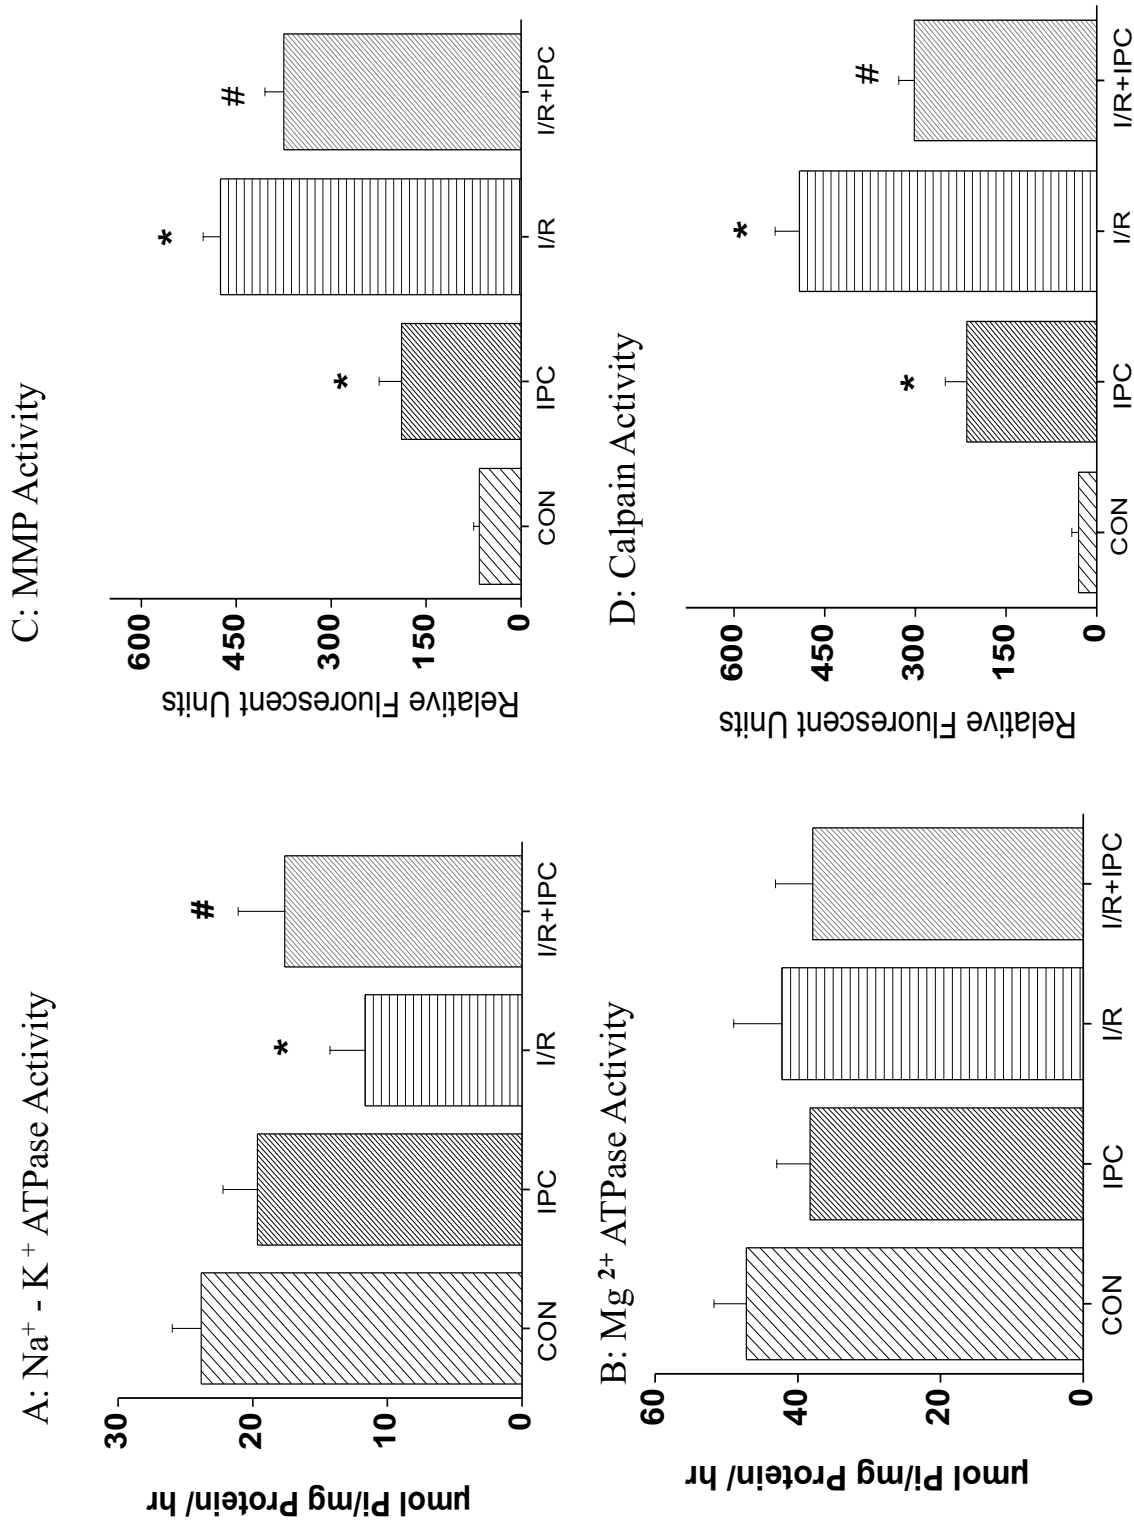 A: Na⁺ - K⁺ ATPase Activity
µmol Pi/mg Protein/ hr
30
20
10
0
*
#
CON
IPC
I/R
I/R+IPC
C: MMP Activity
Relative Fluorescent Units
600
450
300
150
0
*
*
#
CON
IPC
I/R
I/R+IPC
B: Mg²⁺ ATPase Activity
µmol Pi/mg Protein/ hr
60
40
20
0
CON
IPC
I/R
I/R+IPC
D: Calpain Activity
Relative Fluorescent Units
600
450
300
150
0
*
*
#
CON
IPC
I/R
I/R+IPC